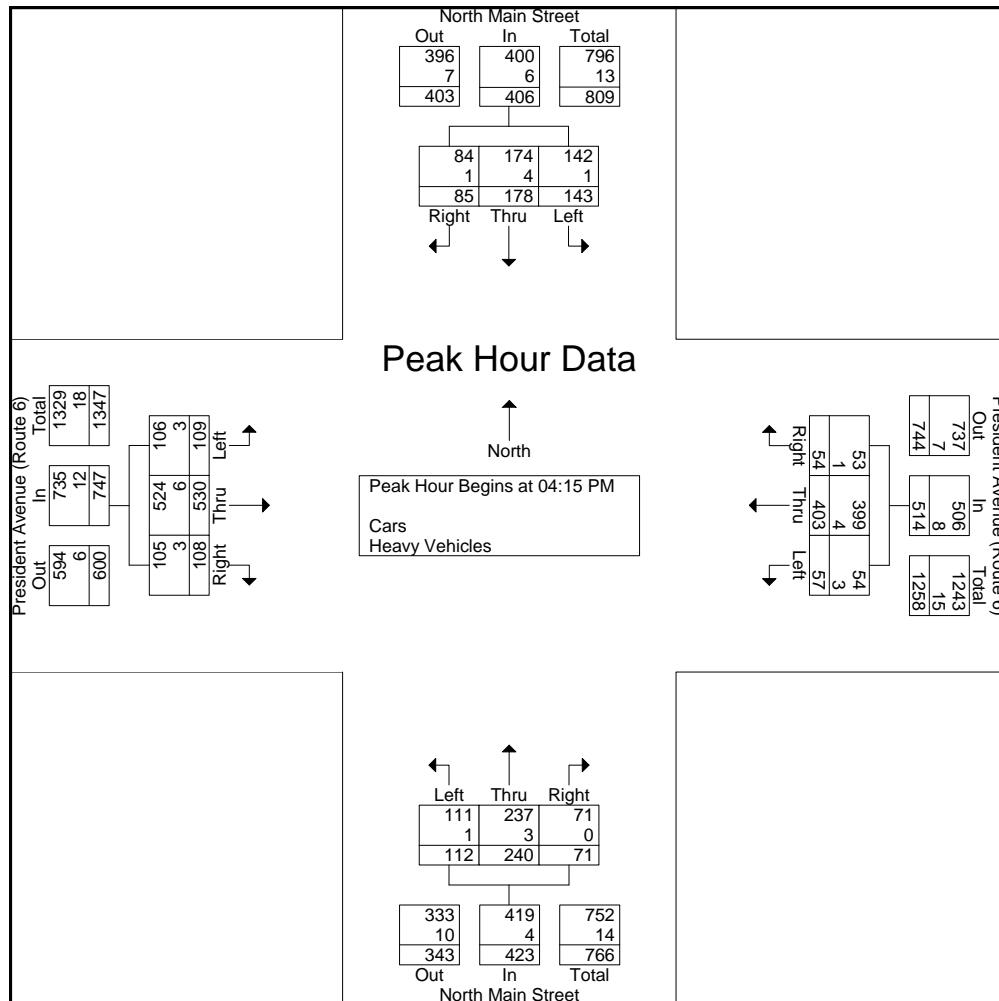 North Main Street
Out In Total
396 400 796
7 6 13
403 406 809
84 174 142
1 4 1
85 178 143
Right Thru Left
Peak Hour Data
North
Peak Hour Begins at 04:15 PM
Cars
Heavy Vehicles
President Avenue (Route 6)
Total In Out
1329 735 594
18 12 6
1347 747 600
106 524 105
3 6 3
109 530 108
Left Thru Right
President Avenue (Route 6)
Out In Total
737 506 1243
7 8 15
744 514 1258
53 399 54
1 4 3
54 403 57
Right Thru Left
Left Thru Right
111 237 71
1 3 0
112 240 71
333 419 752
10 4 14
343 423 766
Out In Total
North Main Street